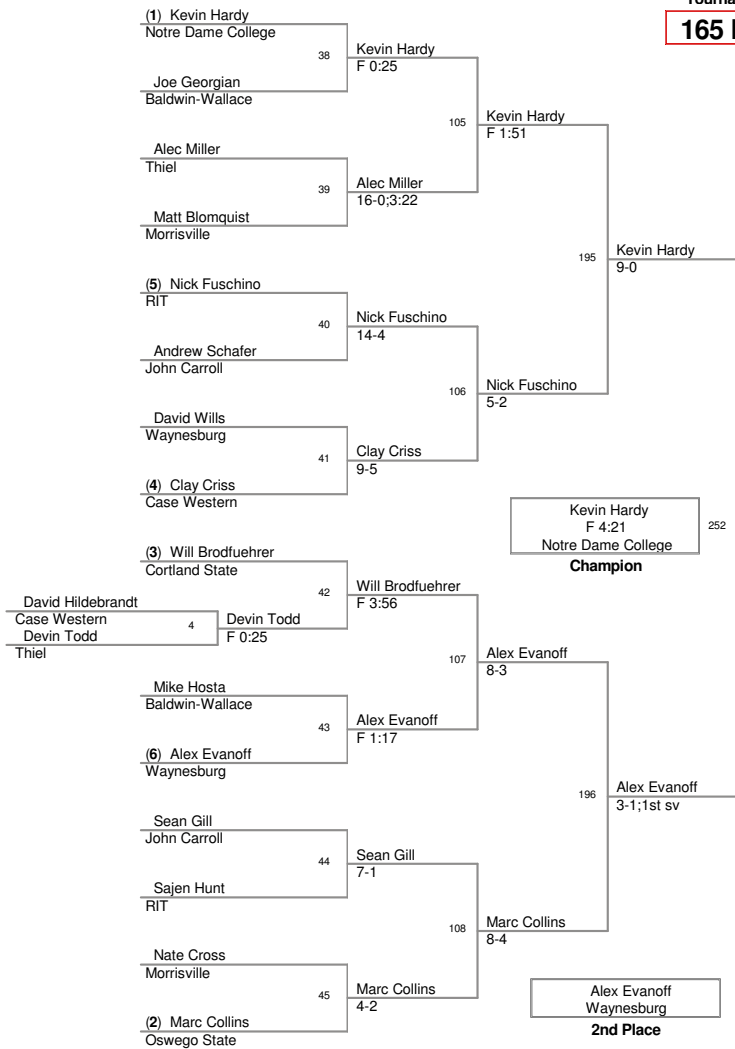 Tourna
165
(1) Kevin Hardy
Notre Dame College
38
Kevin Hardy
F 0:25
Joe Georgian
Baldwin-Wallace
105
Kevin Hardy
F 1:51
Alec Miller
Thiel
39
Alec Miller
16-0;3:22
Matt Blomquist
Morrisville
195
Kevin Hardy
9-0
(5) Nick Fuschino
RIT
40
Nick Fuschino
14-4
Andrew Schafer
John Carroll
106
Nick Fuschino
5-2
David Wills
Waynesburg
41
Clay Criss
9-5
(4) Clay Criss
Case Western
Kevin Hardy
F 4:21
Notre Dame College
252
Champion
(3) Will Brodfuehrer
Cortland State
42
Will Brodfuehrer
F 3:56
David Hildebrandt
Case Western
4
Devin Todd
F 0:25
Devin Todd
Thiel
107
Alex Evanoff
8-3
Mike Hosta
Baldwin-Wallace
43
Alex Evanoff
F 1:17
(6) Alex Evanoff
Waynesburg
196
Alex Evanoff
3-1;1st sv
Sean Gill
John Carroll
44
Sean Gill
7-1
Sajen Hunt
RIT
108
Marc Collins
8-4
Nate Cross
Morrisville
45
Marc Collins
4-2
(2) Marc Collins
Oswego State
Alex Evanoff
Waynesburg
2nd Place